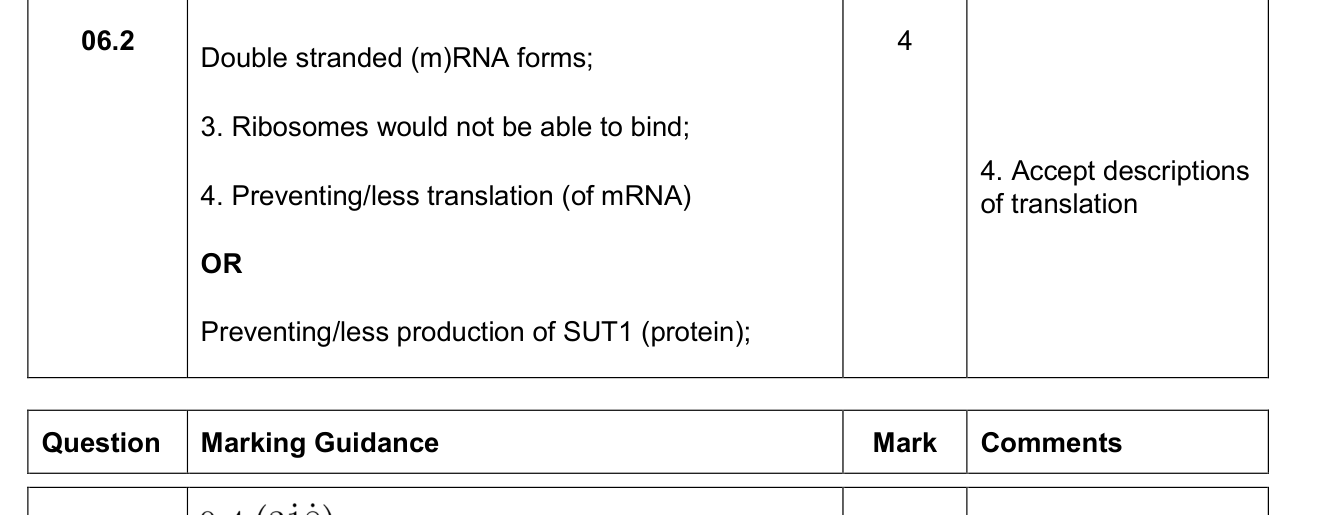 06.2
Double stranded (m)RNA forms;
4
3. Ribosomes would not be able to bind;
4. Preventing/less translation (of mRNA)
4. Accept descriptions
of translation
OR
Preventing/less production of SUT1 (protein);
Question Marking Guidance Mark Comments